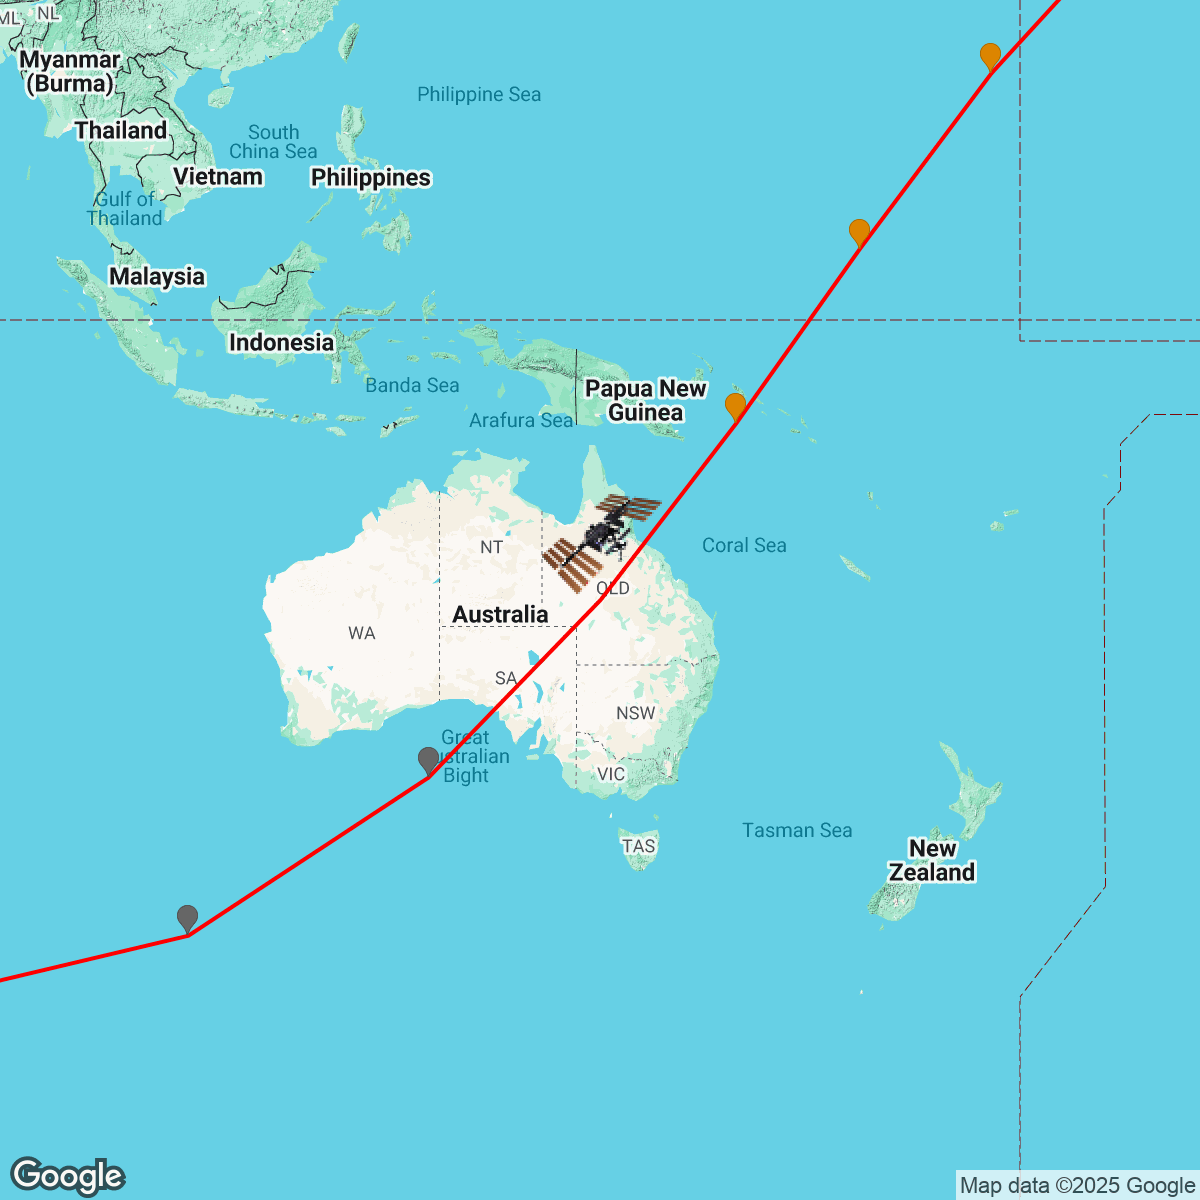 ML
NL
Myanmar
(Burma)
Philippine Sea
Thailand
South
China Sea
Vietnam
Philippines
Gulf of
Thailand
Malaysia
Indonesia
Banda Sea
Papua New
Guinea
Arafura Sea
NT
Coral Sea
QLD
Australia
WA
SA
NSW
Great
ustralian
Bight
VIC
Tasman Sea
TAS
New
Zealand
Google
Map data ©2025 Google